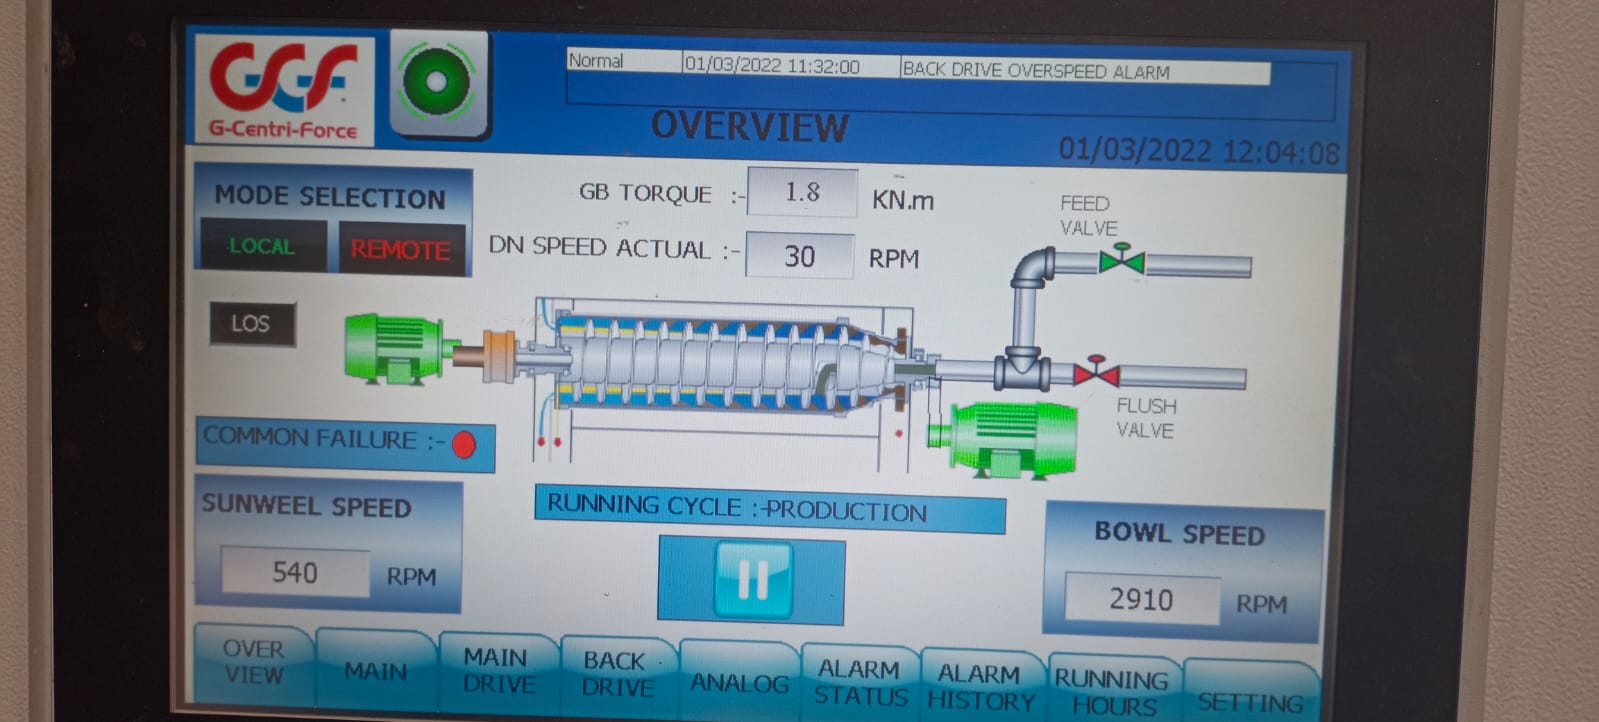 GCF
G-Centri-Force
Normal 01/03/2022 11:32:00 BACK DRIVE OVERSPEED ALARM
OVERVIEW
01/03/2022 12:04:08
MODE SELECTION
LOCAL REMOTE
GB TORQUE :- 1.8 KN.m
DN SPEED ACTUAL :- 30 RPM
FEED
VALVE
LOS
FLUSH
VALVE
COMMON FAILURE :-
SUNWEEL SPEED
540 RPM
RUNNING CYCLE :-PRODUCTION
BOWL SPEED
2910 RPM
OVER
VIEW
MAIN
MAIN
DRIVE
BACK
DRIVE
ANALOG
ALARM
STATUS
ALARM
HISTORY
RUNNING
HOURS
SETTING